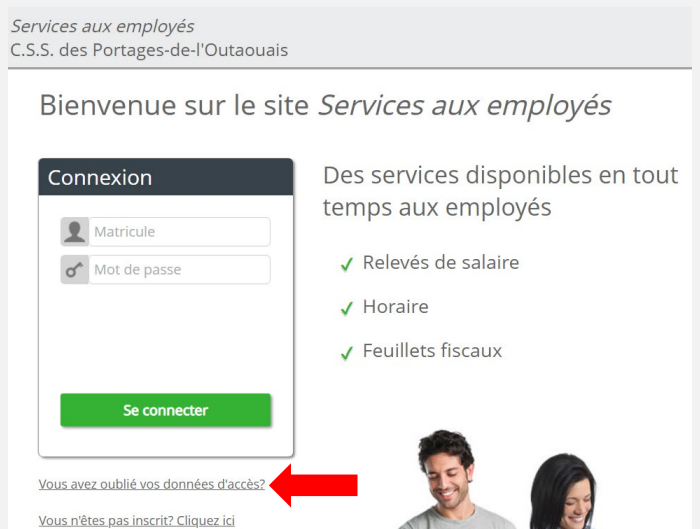 Services aux employés
C.S.S. des Portages-de-l'Outaouais
Bienvenue sur le site Services aux employés
Connexion
Matricule
Mot de passe
Se connecter
Des services disponibles en tout
temps aux employés
Relevés de salaire
Horaire
Feuillets fiscaux
Vous avez oublié vos données d'accès?
Vous n'êtes pas inscrit? Cliquez ici